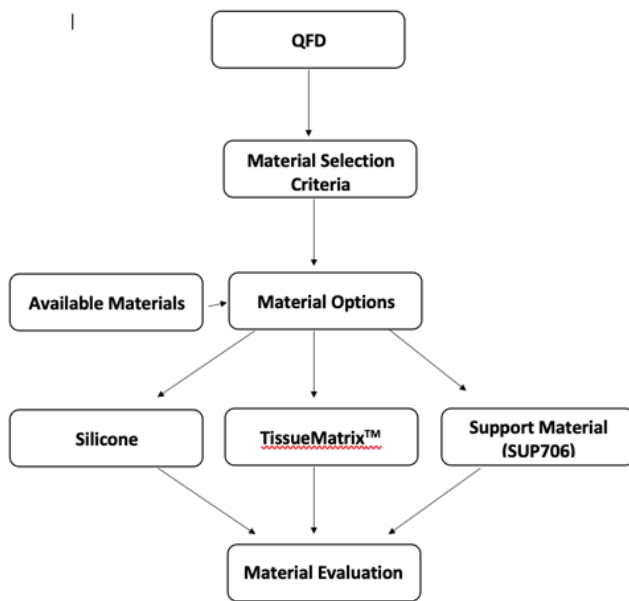 QFD
Material Selection
Criteria
Available Materials
Material Options
Silicone
TissueMatrix™
Support Material
(SUP706)
Material Evaluation